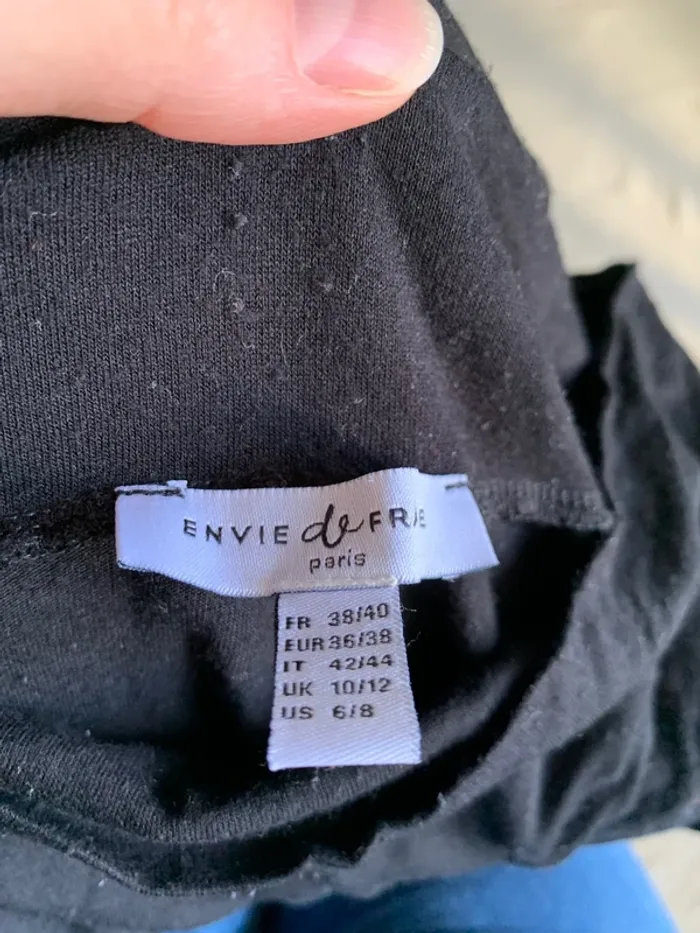 ENVIE de
paris
FR 38/40
EUR 36/38
IT 42/44
UK 10/12
US 6/8